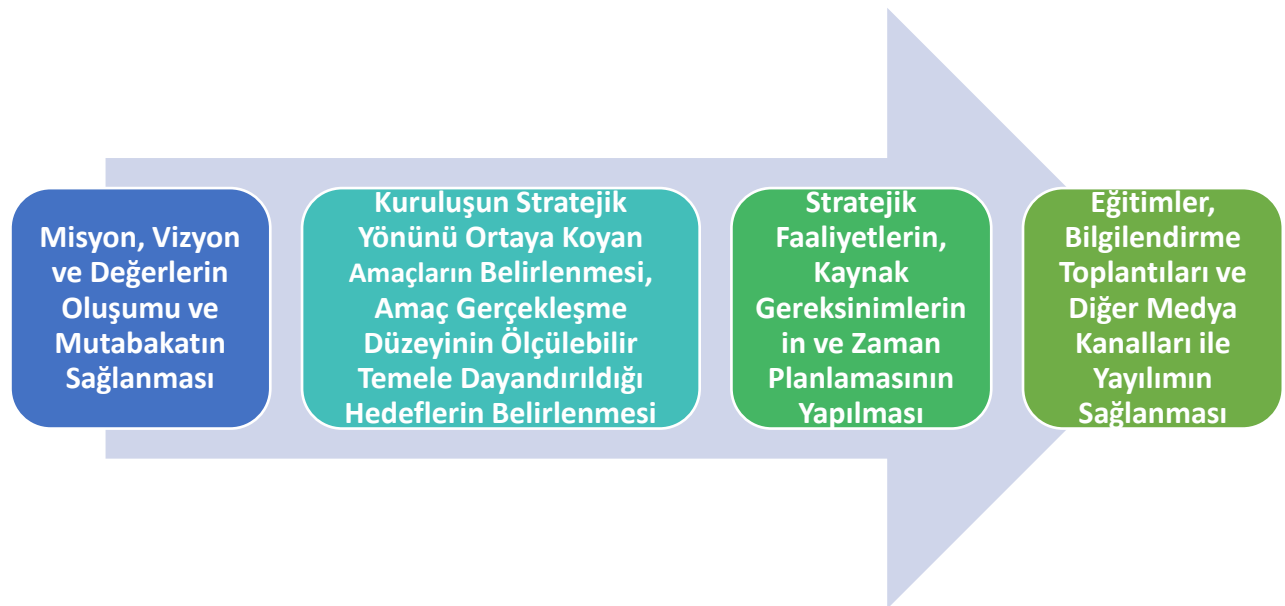 Misyon, Vizyon
ve Değerlerin
Oluşumu ve
Mutabakatın
Sağlanması
Kuruluşun Stratejik
Yönünü Ortaya Koyan
Amaçların Belirlenmesi,
Amaç Gerçekleşme
Düzeyinin Ölçülebilir
Temele Dayandırıldığı
Hedeflerin Belirlenmesi
Stratejik
Faaliyetlerin,
Kaynak
Gereksinimlerin
in ve Zaman
Planlamasının
Yapılması
Eğitimler,
Bilgilendirme
Toplantıları ve
Diğer Medya
Kanalları ile
Yayılımın
Sağlanması